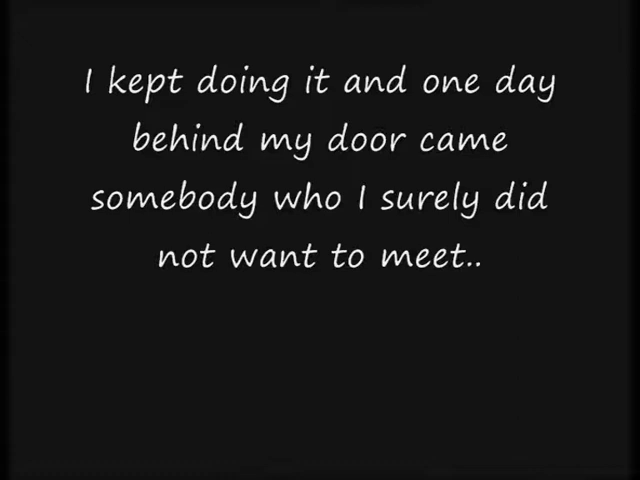 I kept doing it and one day
behind my door came
somebody who I surely did
not want to meet..